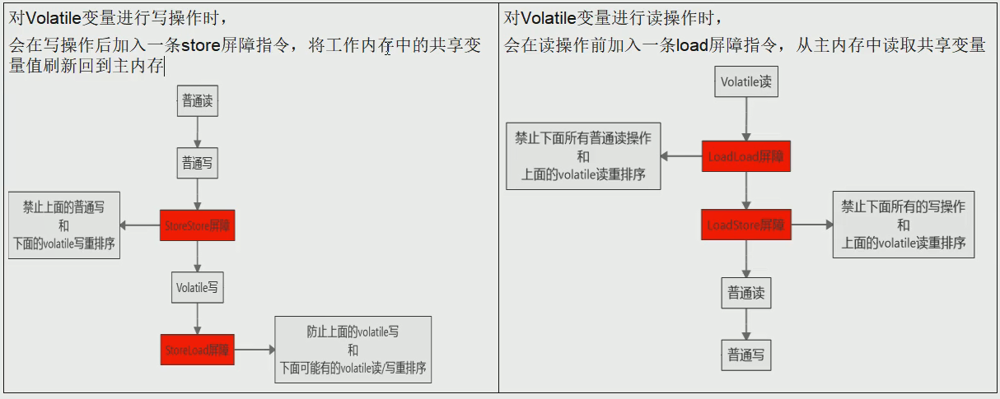 对Volatile变量进行写操作时，
会在写操作后加入一条store屏障指令，将工作内存中的共享变
量值刷新回到主内存
普通读
普通写
禁止上面的普通写
和
下面的volatile写重排序
StoreStore屏障
Volatile写
StoreLoad屏障
防止上面的volatile写
和
下面可能有的volatile读/写重排序
对Volatile变量进行读操作时，
会在读操作前加入一条load屏障指令，从主内存中读取共享变量
Volatile读
禁止下面所有普通读操作
和
上面的volatile读重排序
LoadLoad屏障
LoadStore屏障
禁止下面所有的写操作
和
上面的volatile读重排序
普通读
普通写